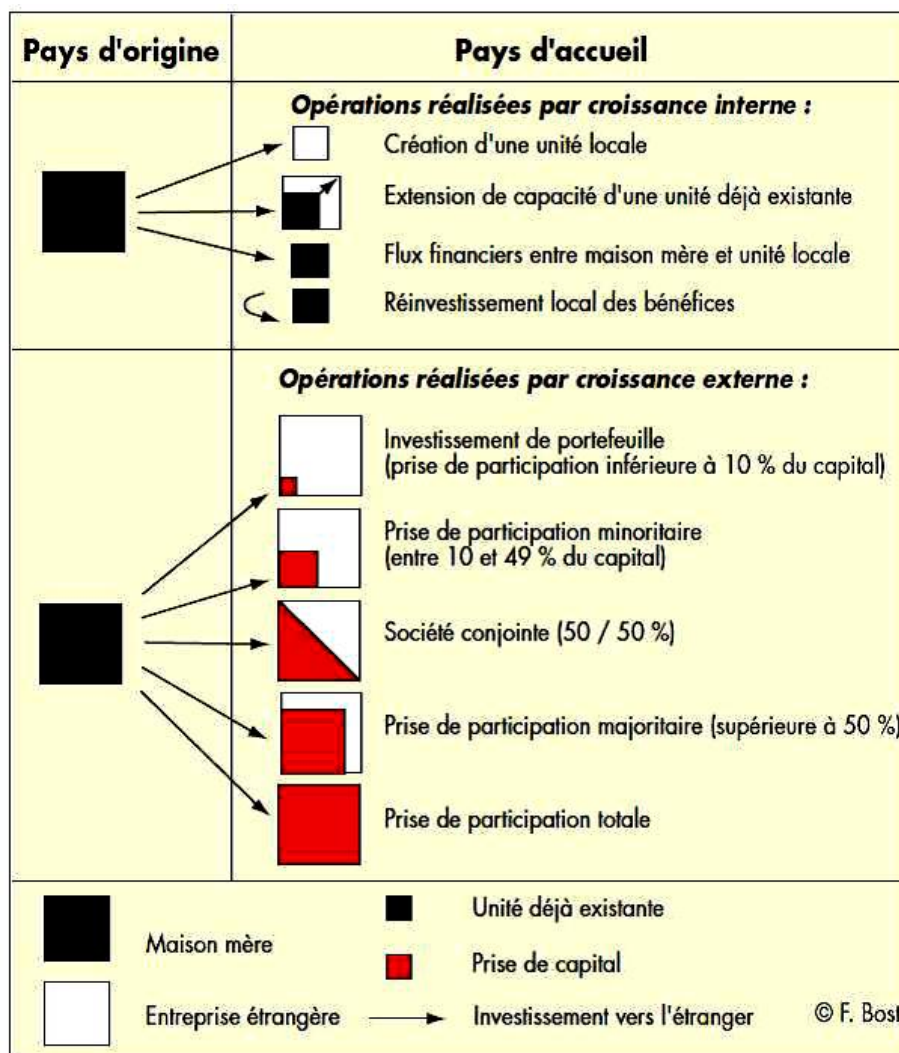 Pays d'origine
Pays d'accueil
Opérations réalisées par croissance interne :
Création d'une unité locale
Extension de capacité d'une unité déjà existante
Flux financiers entre maison mère et unité locale
Réinvestissement local des bénéfices
Opérations réalisées par croissance externe :
Investissement de portefeuille
(prise de participation inférieure à 10 % du capital)
Prise de participation minoritaire
(entre 10 et 49 % du capital)
Société conjointe (50 / 50 %)
Prise de participation majoritaire (supérieure à 50 %)
Prise de participation totale
Maison mère
Unité déjà existante
Prise de capital
Entreprise étrangère
Investissement vers l'étranger
© F. Bost